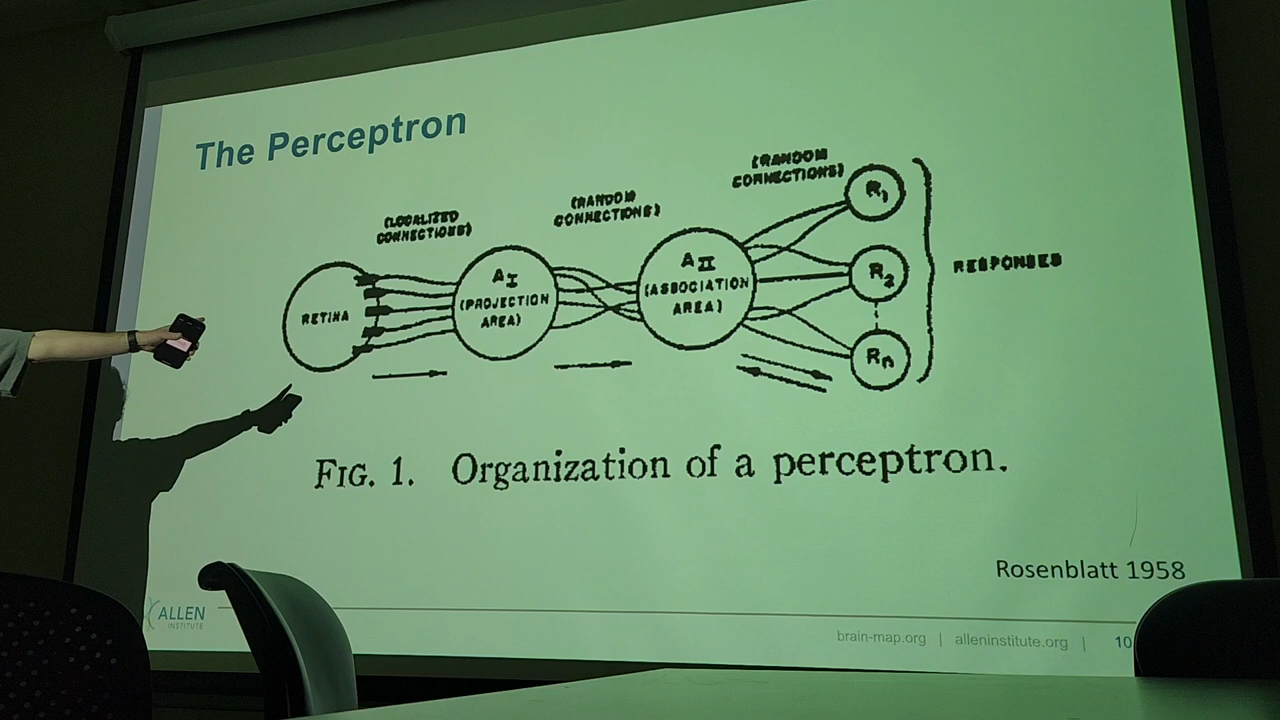 The Perceptron
(LOCALIZED
CONNECTIONS)
(RANDOM
CONNECTIONS)
(RANDOM
CONNECTIONS)
RETINA
A I
(PROJECTION
AREA)
A II
(ASSOCIATION
AREA)
R1
R2
Rn
RESPONSES
FIG. 1. Organization of a perceptron.
Rosenblatt 1958
ALLEN
INSTITUTE
brain-map.org | alleninstitute.org | 10